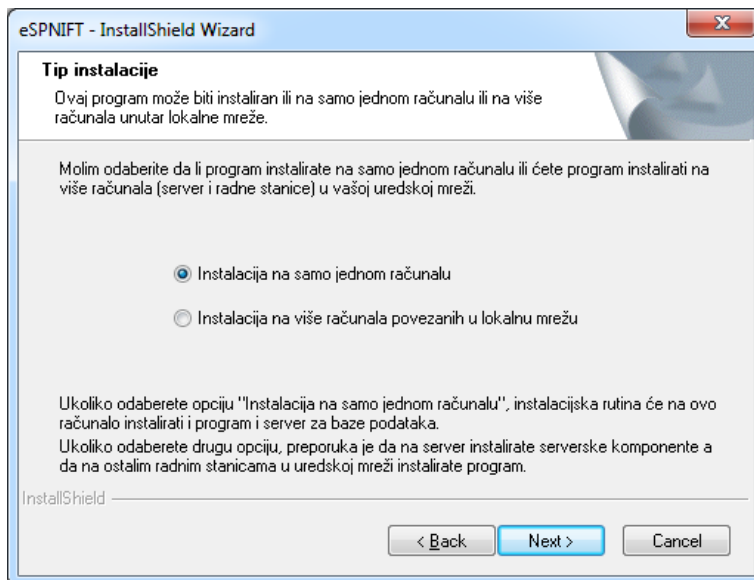 eSPNIFT - InstallShield Wizard
Tip instalacije
Ovaj program može biti instaliran ili na samo jednom računalu ili na više
računala unutar lokalne mreže.
Molim odaberite da li program instalirate na samo jednom računalu ili ćete program instalirati na
više računala (server i radne stanice) u vašoj uredskoj mreži.
Instalacija na samo jednom računalu
Instalacija na više računala povezanih u lokalnu mrežu
Ukoliko odaberete opciju "Instalacija na samo jednom računalu", instalacijska rutina će na ovo
računalo instalirati i program i server za baze podataka.
Ukoliko odaberete drugu opciju, preporuka je da na server instalirate serverske komponente a
da na ostalim radnim stanicama u uredskoj mreži instalirate program.
InstallShield
< Back Next > Cancel